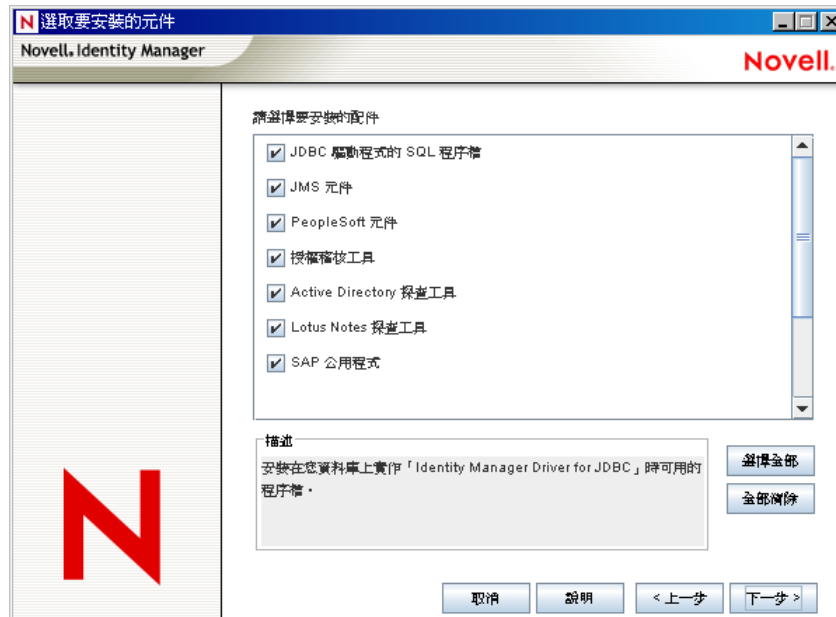 選取要安裝的元件
Novell. Identity Manager
Novell.
請選擇要安裝的配件
JDBC 驅動程式的 SQL 程序檔
JMS 元件
PeopleSoft 元件
授權稽核工具
Active Directory 探查工具
Lotus Notes 探查工具
SAP 公用程式
描述
安裝在您資料庫上實作「Identity Manager Driver for JDBC」時可用的
程序檔。
選擇全部
全部清除
取消
說明
< 上一步
下一步 >